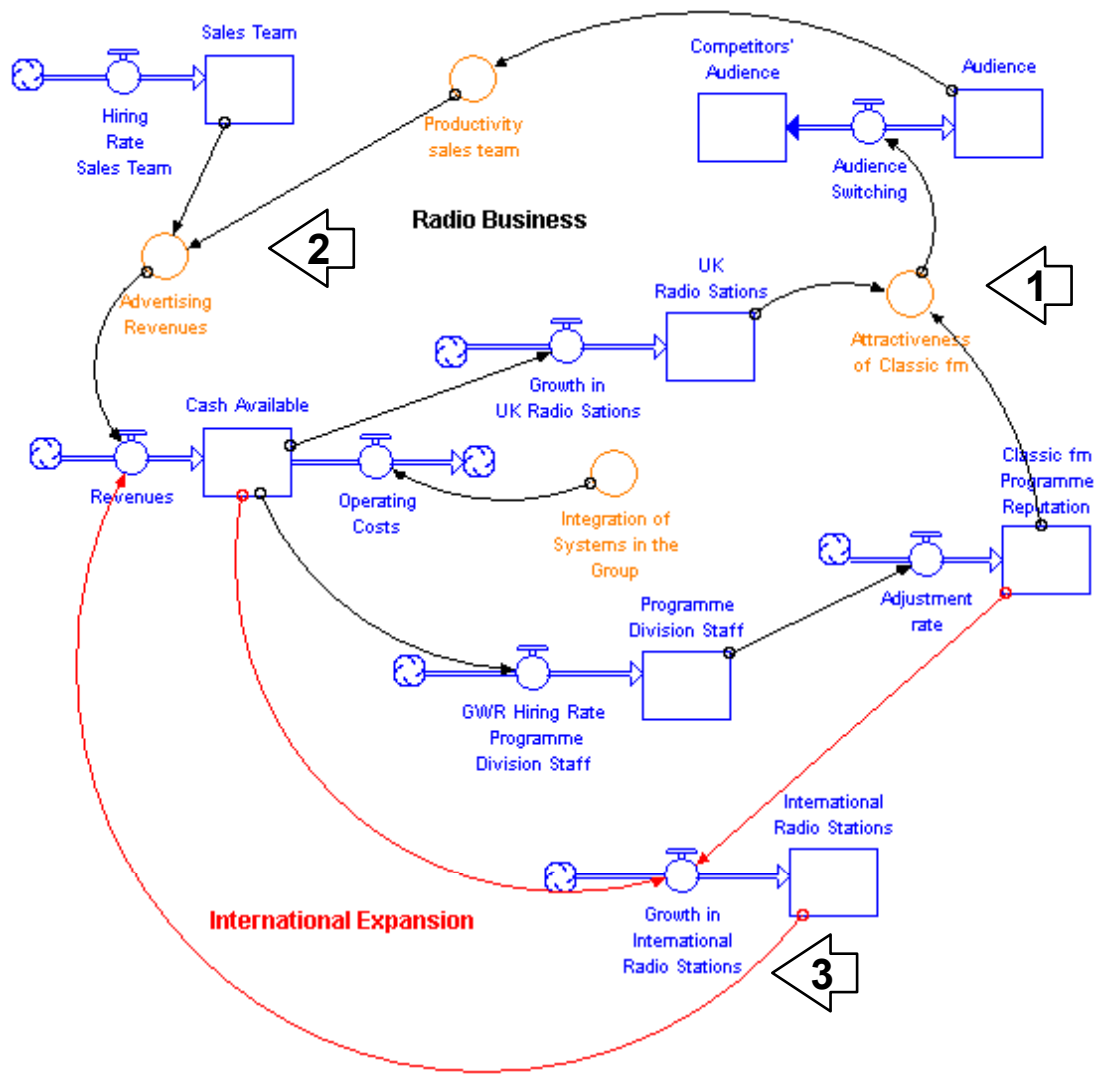 Sales Team
Hiring
Rate
Sales Team
Productivity
sales team
Competitors'
Audience
Audience
Audience
Switching
Radio Business
2
Advertising
Revenues
UK
Radio Sations
1
Attractiveness
of Classic fm
Growth in
UK Radio Sations
Cash Available
Revenues
Operating
Costs
Integration of
Systems in the
Group
Classic fm
Programme
Reputation
Adjustment
rate
Programme
Division Staff
GWR Hiring Rate
Programme
Division Staff
International
Radio Stations
International Expansion
Growth in
International
Radio Stations
3